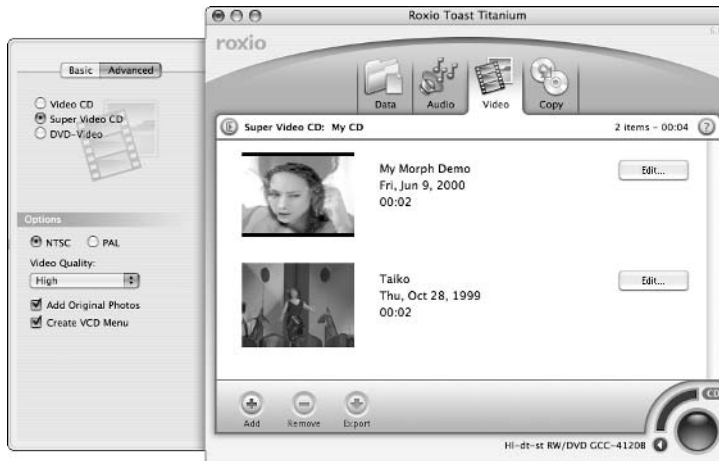 Roxio Toast Titanium
roxio
Basic Advanced
Video CD
Super Video CD
DVD-Video
Options
NTSC PAL
Video Quality:
High
Add Original Photos
Create VCD Menu
Data Audio Video Copy
Super Video CD: My CD 2 items - 00:04 ?
My Morph Demo
Fri, Jun 9, 2000
00:02
Edit...
Taiko
Thu, Oct 28, 1999
00:02
Edit...
Add Remove Export
CD
HI-dt-st RW/DVD GCC-4120B